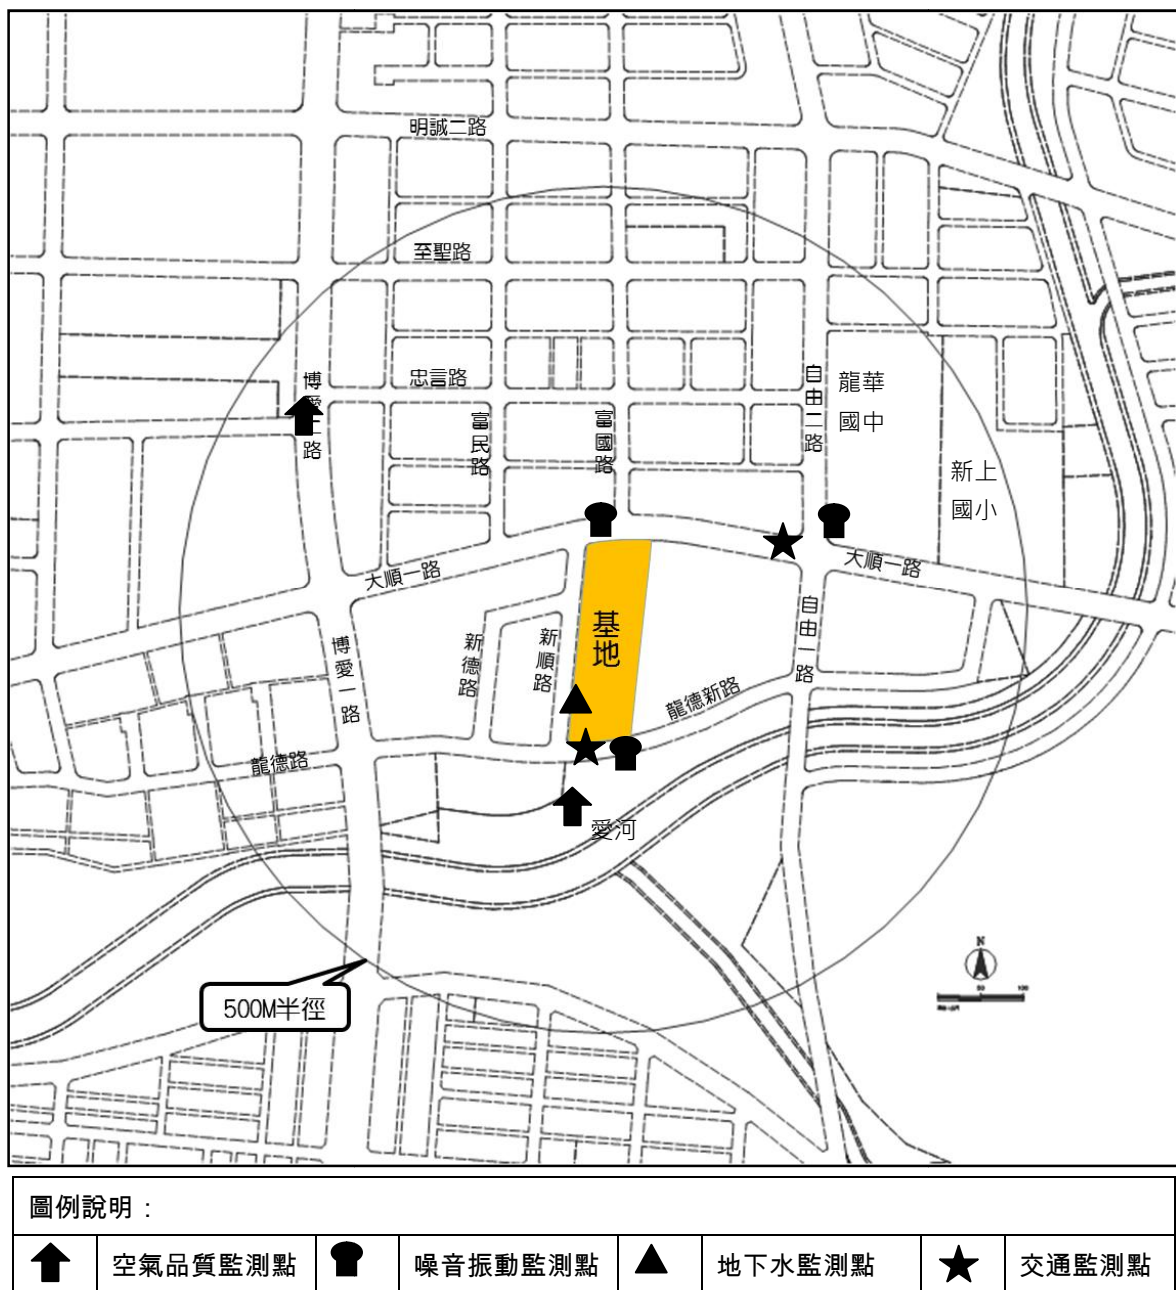 明誠二路
至聖路
忠言路
博愛二路
富民路
富國路
自由二路
龍華
國中
新上
國小
大順一路
大順一路
基地
新德路
新順路
博愛一路
自由一路
龍德新路
龍德路
愛河
500M半徑
N
50
100
圖例說明：
空氣品質監測點
噪音振動監測點
地下水監測點
交通監測點